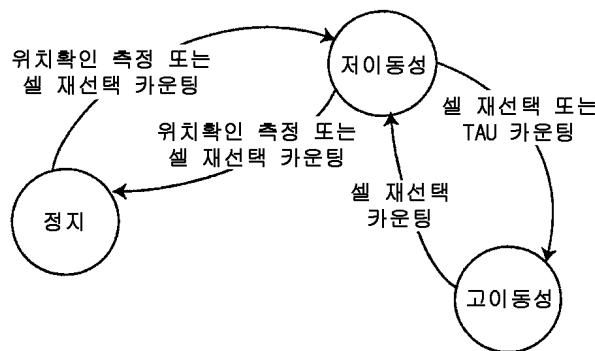 위치확인 측정 또는
셀 재선택 카운팅
저이동성
셀 재선택 또는
TAU 카운팅
위치확인 측정 또는
셀 재선택 카운팅
셀 재선택
카운팅
정지
고이동성